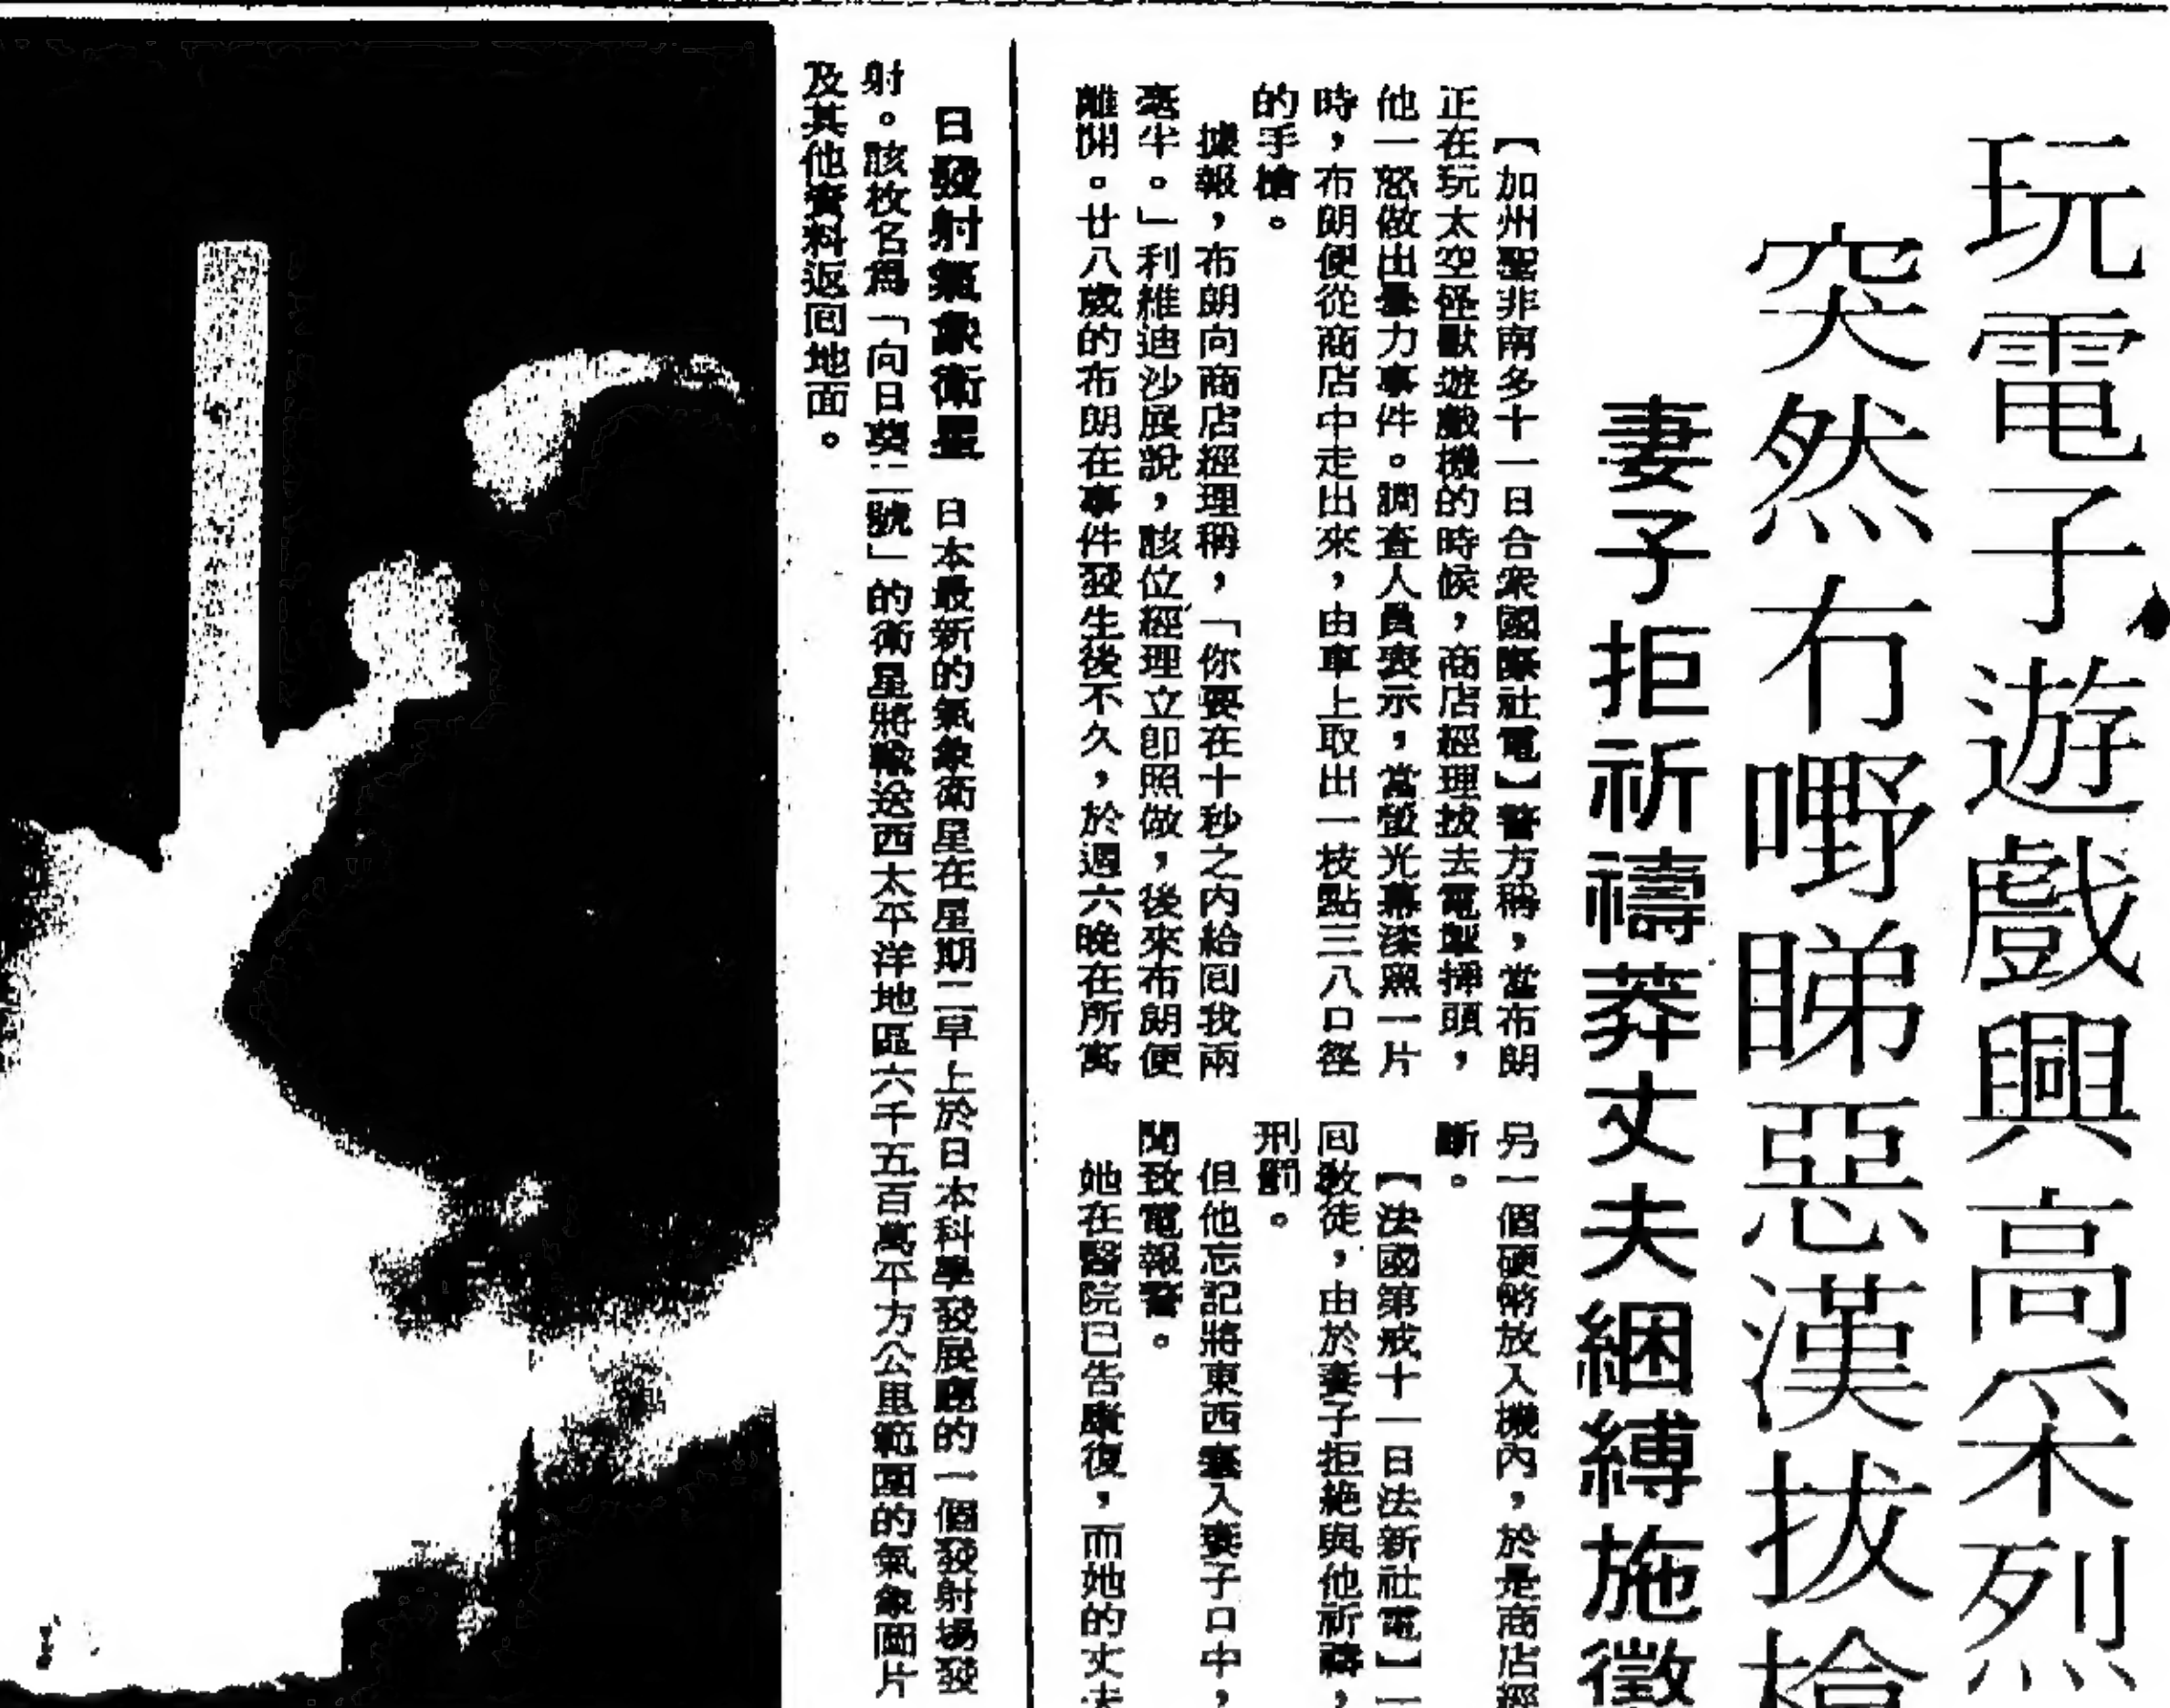 玩電子遊戲興高采烈
突然冇嘢睇惡漢拔槍
妻子拒祈禱莽丈夫綑縛施徵
【加州聖非南多十一日合衆國際社電】警方稱，當布朗
正在玩太空怪獸遊戲機的時候，商店經理拔去電掣揷頭，
他一怒做出暴力事件。調查人員表示，當螢光幕漆黑一片
時，布朗便從商店中走出來，由車上取出一枝點三八口徑
的手槍。
據報，布朗向商店經理稱，「你要在十秒之內給囘我兩
毫半。」利維迪沙展說，該位經理立卽照做，後來布朗便
離開。廿八歲的布朗在事件發生後不久，於週六晚在所寓
另一個硬幣放入機內，於是商店經
斷。
【法國第戎十一日法新社電】一
囘敎徒，由於妻子拒絶與他祈禱，
刑罰。
但他忘記將東西塞入妻子口中，
聞致電報警。
她在醫院已告康復，而她的丈夫
日發射氣象衞星 日本最新的氣象衞星在星期二早上於日本科學發展廳的一個發射場發
射。該枚名爲「向日葵二號」的衞星將輸送西太平洋地區六千五百萬平方公里範圍的氣象圖片
及其他資料返囘地面。